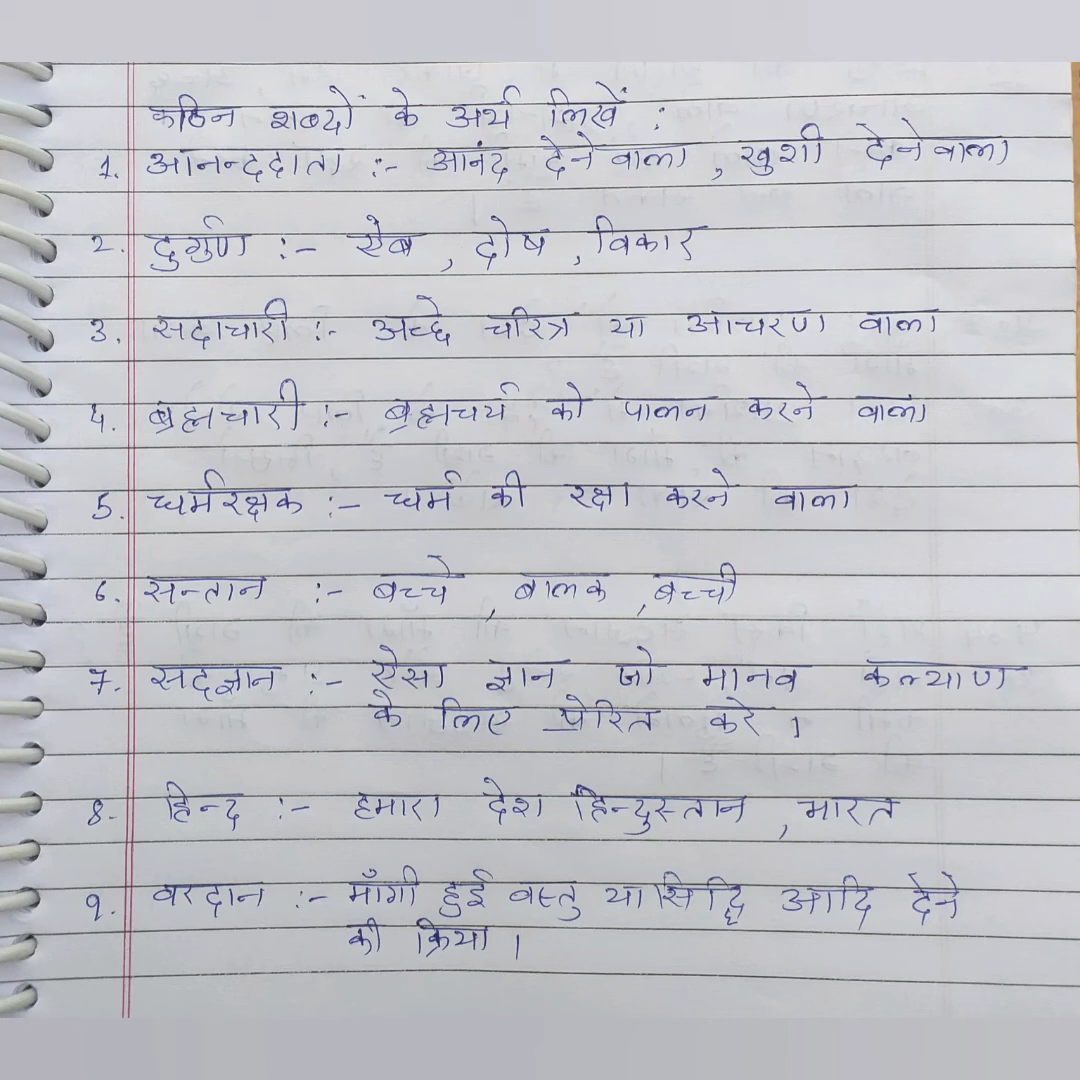 कठिन शब्दों के अर्थ लिखें :
1. आनन्ददाता :- आनंद देने वाला, खुशी देने वाला
2. दुर्गुण :- ऐब, दोष, विकार
3. सदाचारी :- अच्छे चरित्र या आचरण वाला
4. ब्रह्मचारी :- ब्रह्मचर्य को पालन करने वाला
5. धर्मरक्षक :- धर्म की रक्षा करने वाला
6. सन्तान :- बच्चे, बालक, बच्ची
7. सदज्ञान :- ऐसा ज्ञान जो मानव कल्याण
के लिए प्रेरित करे ।
8- हिन्द :- हमारा देश हिन्दुस्तान, भारत
9. वरदान :- माँगी हुई वस्तु या सिद्धि आदि देने
की क्रिया ।